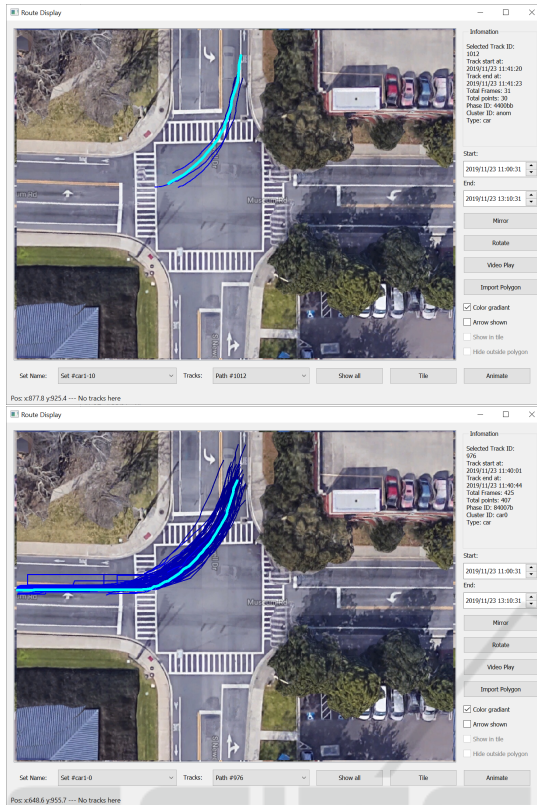 Route Display
Infomation
Selected Track ID:
1012
Track start at:
2019/11/23 11:41:20
Track end at:
2019/11/23 11:41:23
Total Frames: 31
Total points: 30
Phase ID: 4400bb
Cluster ID: anom
Type: car
Start:
2019/11/23 11:00:31
End:
2019/11/23 13:10:31
Mirror
Rotate
Video Play
Import Polygon
Color gradiant
Arrow shown
Show in tile
Hide outside polygon
Set Name:
Set #car1-10
Tracks:
Path #1012
Show all
Tile
Animate
Pos: x:877.8 y:925.4 --- No tracks here
Route Display
Infomation
Selected Track ID:
976
Track start at:
2019/11/23 11:40:01
Track end at:
2019/11/23 11:40:44
Total Frames: 425
Total points: 407
Phase ID: 84007b
Cluster ID: car0
Type: car
Start:
2019/11/23 11:00:31
End:
2019/11/23 13:10:31
Mirror
Rotate
Video Play
Import Polygon
Color gradiant
Arrow shown
Show in tile
Hide outside polygon
Set Name:
Set #car1-0
Tracks:
Path #976
Show all
Tile
Animate
Pos: x:648.6 y:955.7 --- No tracks here